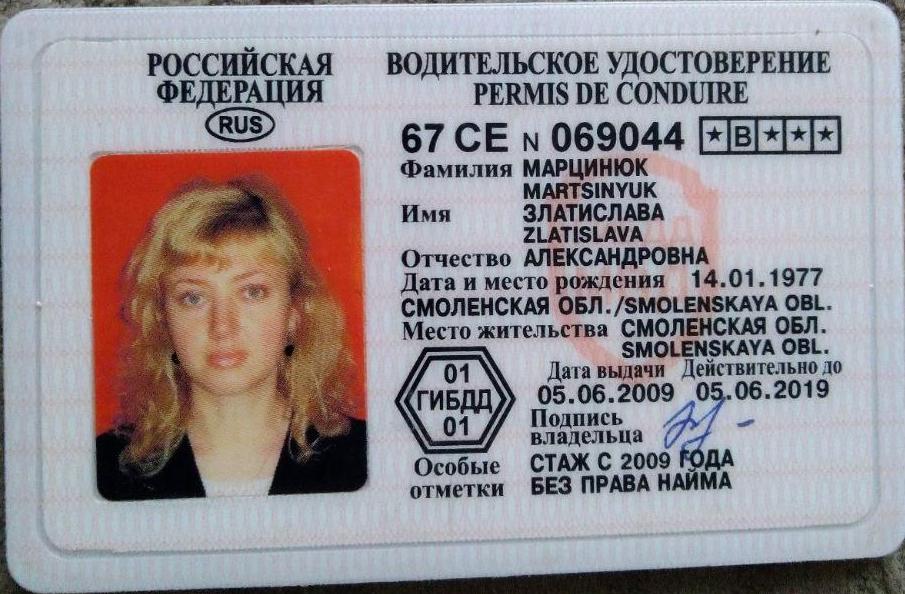 РОССИЙСКАЯ
ФЕДЕРАЦИЯ
RUS
ВОДИТЕЛЬСКОЕ УДОСТОВЕРЕНИЕ
PERMIS DE CONDUIRE
67 CE N 069044 ★B★★★
Фамилия МАРЦИНЮК
MARTSINYUK
Имя ЗЛАТИСЛАВА
ZLATISLAVA
Отчество АЛЕКСАНДРОВНА
Дата и место рождения 14.01.1977
СМОЛЕНСКАЯ ОБЛ./SMOLENSKAYA OBL.
Место жительства СМОЛЕНСКАЯ ОБЛ.
SMOLENSKAYA OBL.
Дата выдачи Действительно до
05.06.2009 05.06.2019
01
ГИБДД
01
Подпись
владельца
Особые
отметки
СТАЖ С 2009 ГОДА
БЕЗ ПРАВА НАЙМА